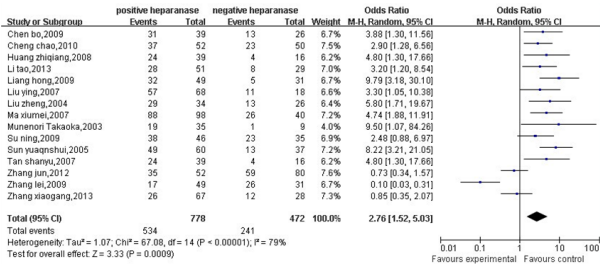 positive heparanase negative heparanase Odds Ratio Odds Ratio
Study or Subgroup Events Total Events Total Weight M-H, Random, 95% CI M-H, Random, 95% CI
Chen bo,2009 31 39 13 26 6.7% 3.88 [1.30, 11.56]
Cheng chao,2010 37 52 23 50 7.6% 2.90 [1.28, 6.56]
Huang zhiqiang,2008 24 39 4 16 6.2% 4.80 [1.30, 17.66]
Li tao,2013 28 51 8 29 7.2% 3.20 [1.20, 8.54]
Liang hong,2009 32 49 5 31 6.8% 9.79 [3.18, 30.10]
Liu ying,2007 57 68 11 18 6.5% 3.30 [1.05, 10.38]
Liu zheng,2004 29 34 13 26 6.4% 5.80 [1.71, 19.67]
Ma xiumei,2007 88 98 26 40 7.2% 4.74 [1.88, 11.91]
Munenori Takaoka,2003 19 35 1 9 4.0% 9.50 [1.07, 84.26]
Su ning,2009 38 46 23 35 7.0% 2.48 [0.88, 6.97]
Sun yuaqnshui,2005 49 60 13 37 7.2% 8.22 [3.21, 21.05]
Tan shanyu,2007 24 39 4 16 6.2% 4.80 [1.30, 17.66]
Zhang jun,2012 35 52 59 80 7.7% 0.73 [0.34, 1.57]
Zhang lei,2009 17 49 26 31 6.7% 0.10 [0.03, 0.31]
Zhang xiaogang,2013 26 67 12 28 7.4% 0.85 [0.35, 2.07]
Total (95% CI) 778 472 100.0% 2.76 [1.52, 5.03]
Total events 534 241
Heterogeneity: Tau² = 1.07; Chi² = 67.08, df = 14 (P < 0.00001); I² = 79%
Test for overall effect: Z = 3.33 (P = 0.0009)
0.01 0.1 1 10 100
Favours experimental Favours control